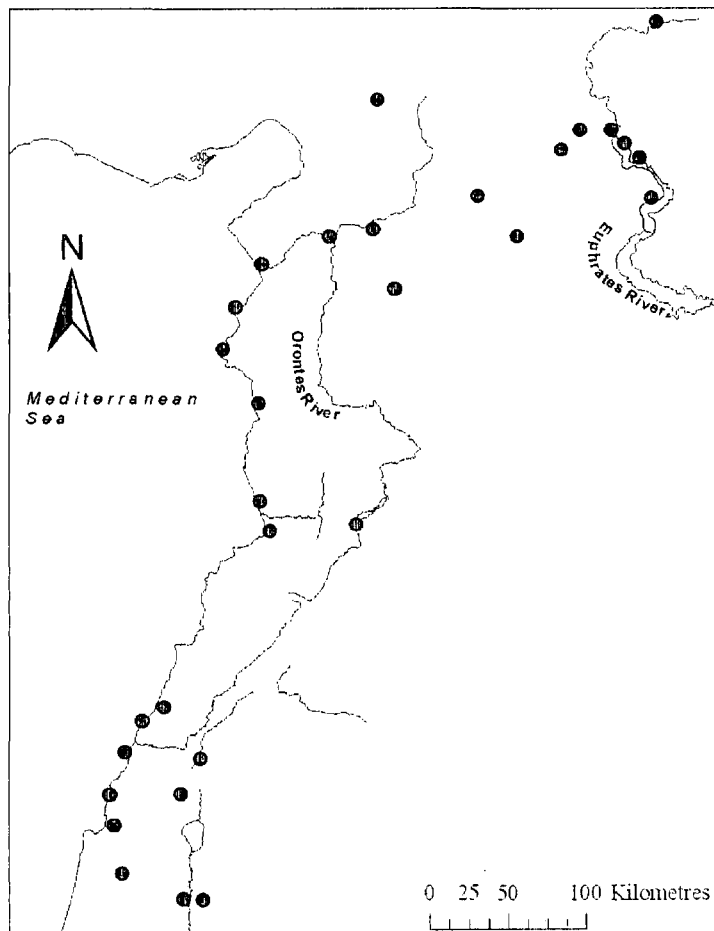 N
Euphrates River
Orontes River
Mediterranean
Sea
0 25 50 100 Kilometres